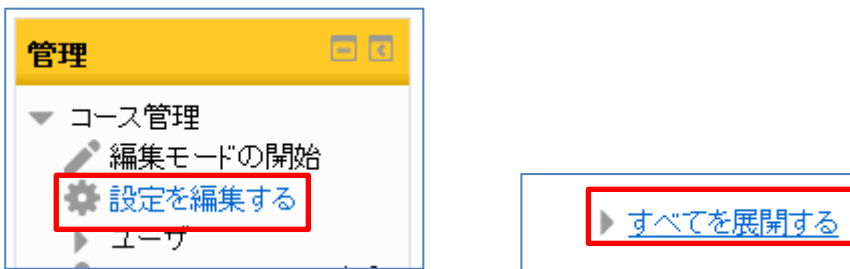 管理
コース管理
編集モードの開始
設定を編集する
ユーザ
すべてを展開する